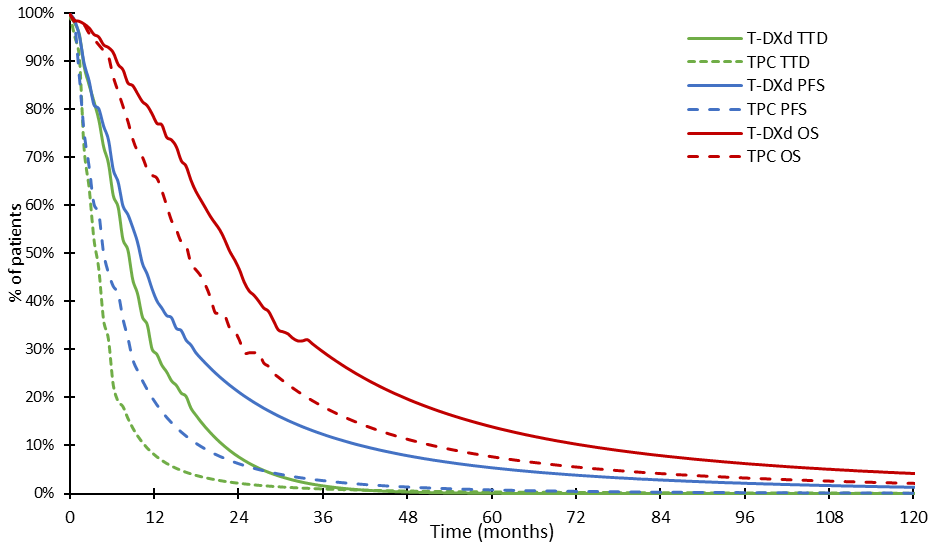 100%
90%
80%
70%
60%
50%
40%
30%
20%
10%
0%
% of patients
T-DXd TTD
TPC TTD
T-DXd PFS
TPC PFS
T-DXd OS
TPC OS
0 12 24 36 48 60 72 84 96 108 120
Time (months)